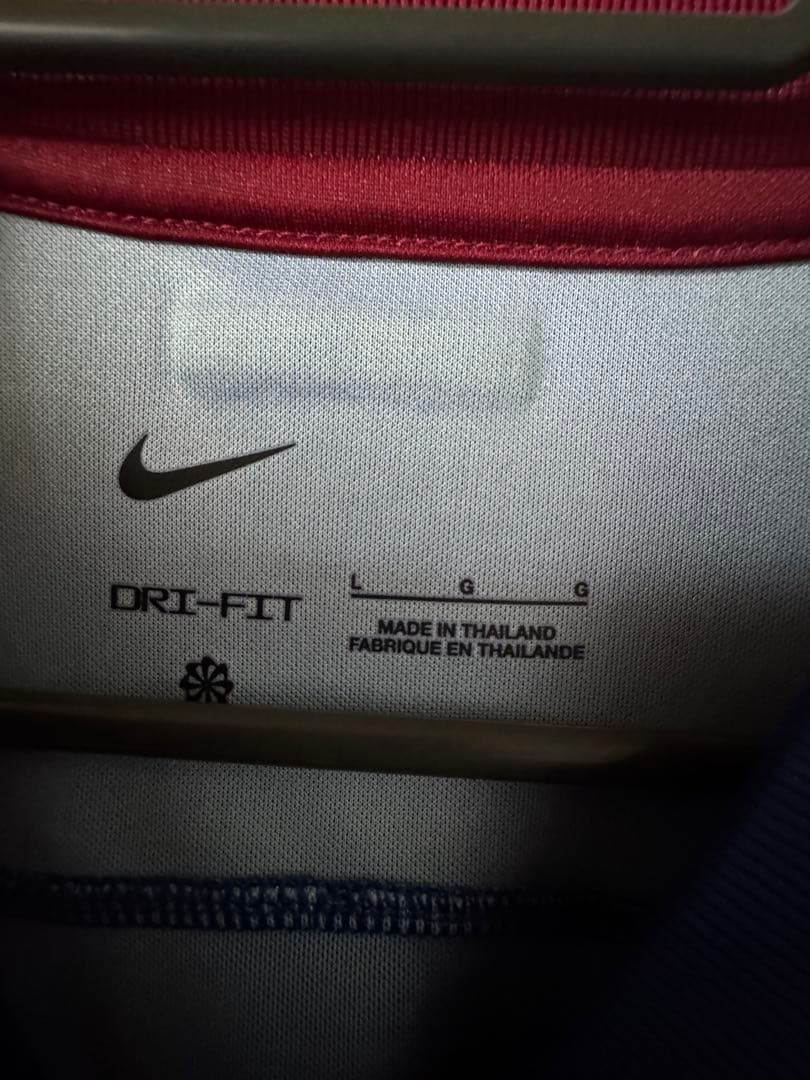 DRI-FIT
L G G
MADE IN THAILAND
FABRIQUE EN THAILANDE